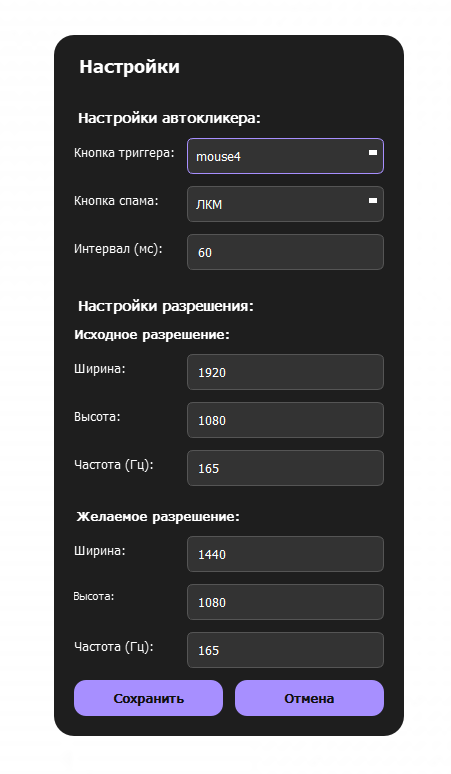 Настройки
Настройки автокликера:
Кнопка триггера: mouse4
Кнопка спама: ЛКМ
Интервал (мс): 60
Настройки разрешения:
Исходное разрешение:
Ширина: 1920
Высота: 1080
Частота (Гц): 165
Желаемое разрешение:
Ширина: 1440
Высота: 1080
Частота (Гц): 165
Сохранить Отмена